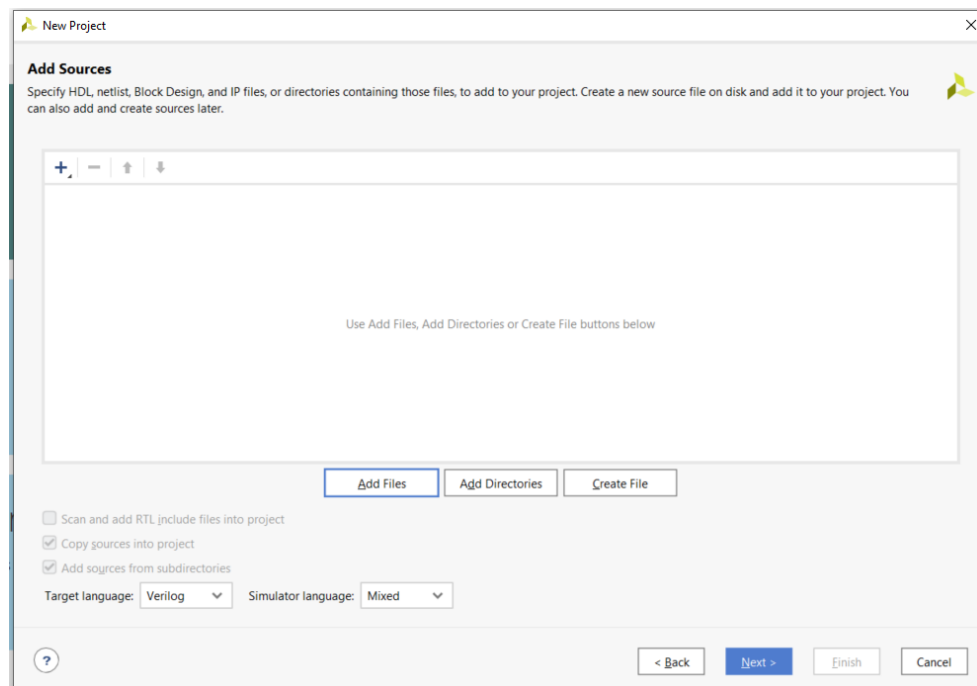 New Project
Add Sources
Specify HDL, netlist, Block Design, and IP files, or directories containing those files, to add to your project. Create a new source file on disk and add it to your project. You
can also add and create sources later.
Use Add Files, Add Directories or Create File buttons below
Add Files Add Directories Create File
Scan and add RTL include files into project
Copy sources into project
Add sources from subdirectories
Target language: Verilog Simulator language: Mixed
? < Back Next > Finish Cancel